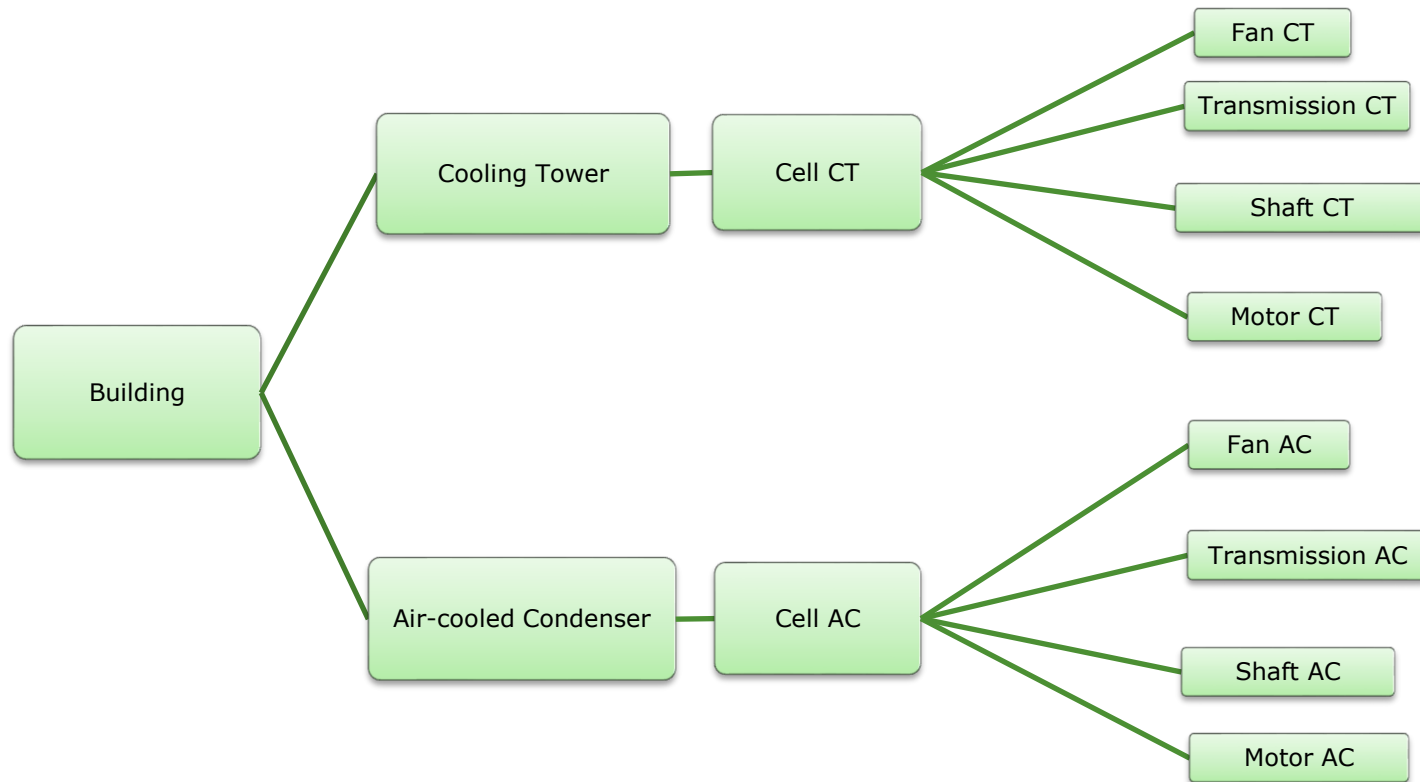 Fan CT
Transmission CT
Cooling Tower
Cell CT
Shaft CT
Motor CT
Building
Fan AC
Transmission AC
Air-cooled Condenser
Cell AC
Shaft AC
Motor AC